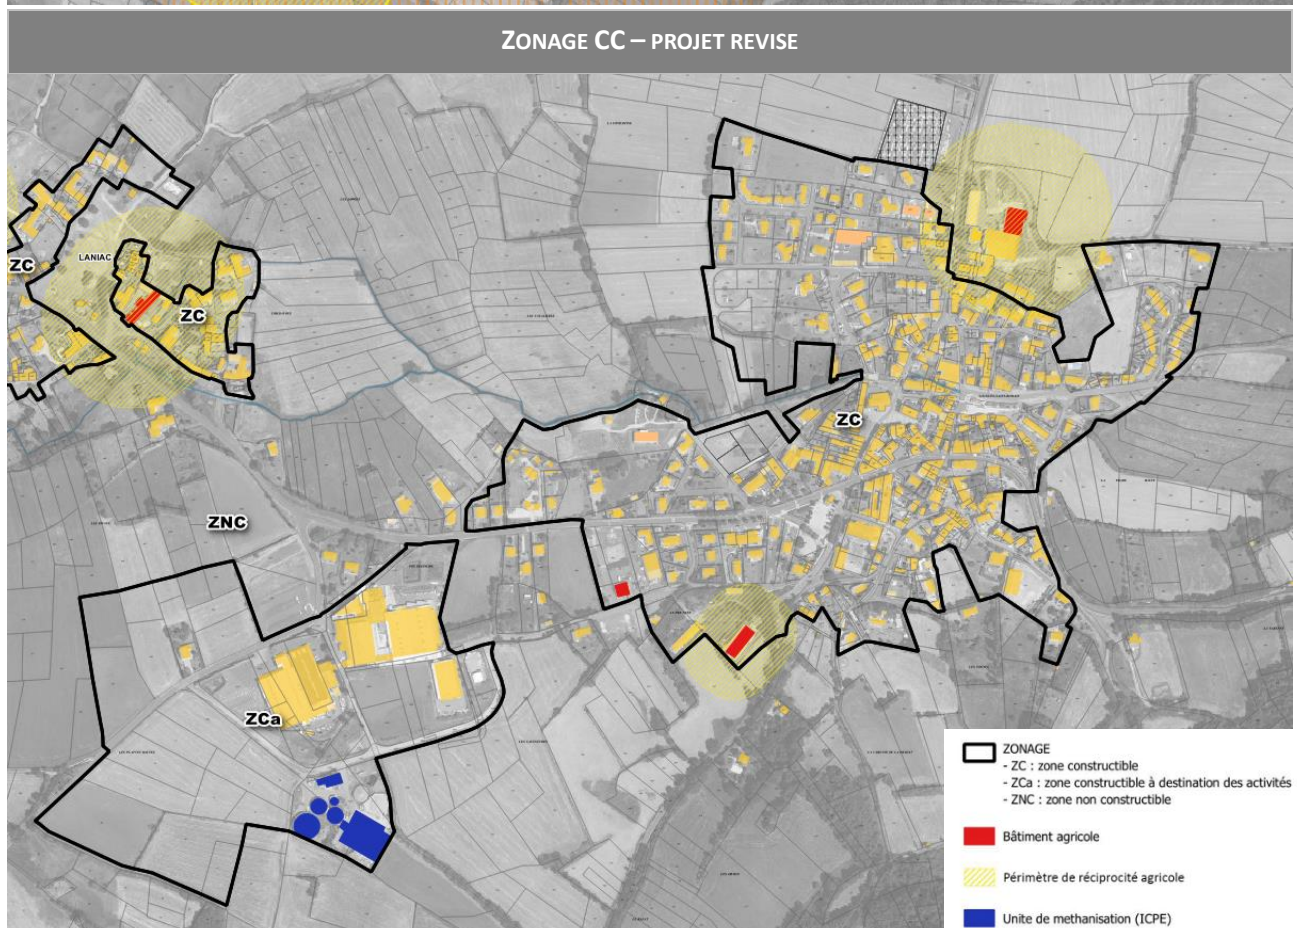 ZONAGE CC – PROJET REVISE
LANIAC
ZC
ZC
ZC
ZNC
ZCa
ZONAGE
- ZC : zone constructible
- ZCa : zone constructible à destination des activités
- ZNC : zone non constructible
Bâtiment agricole
Périmètre de réciprocité agricole
Unite de methanisation (ICPE)